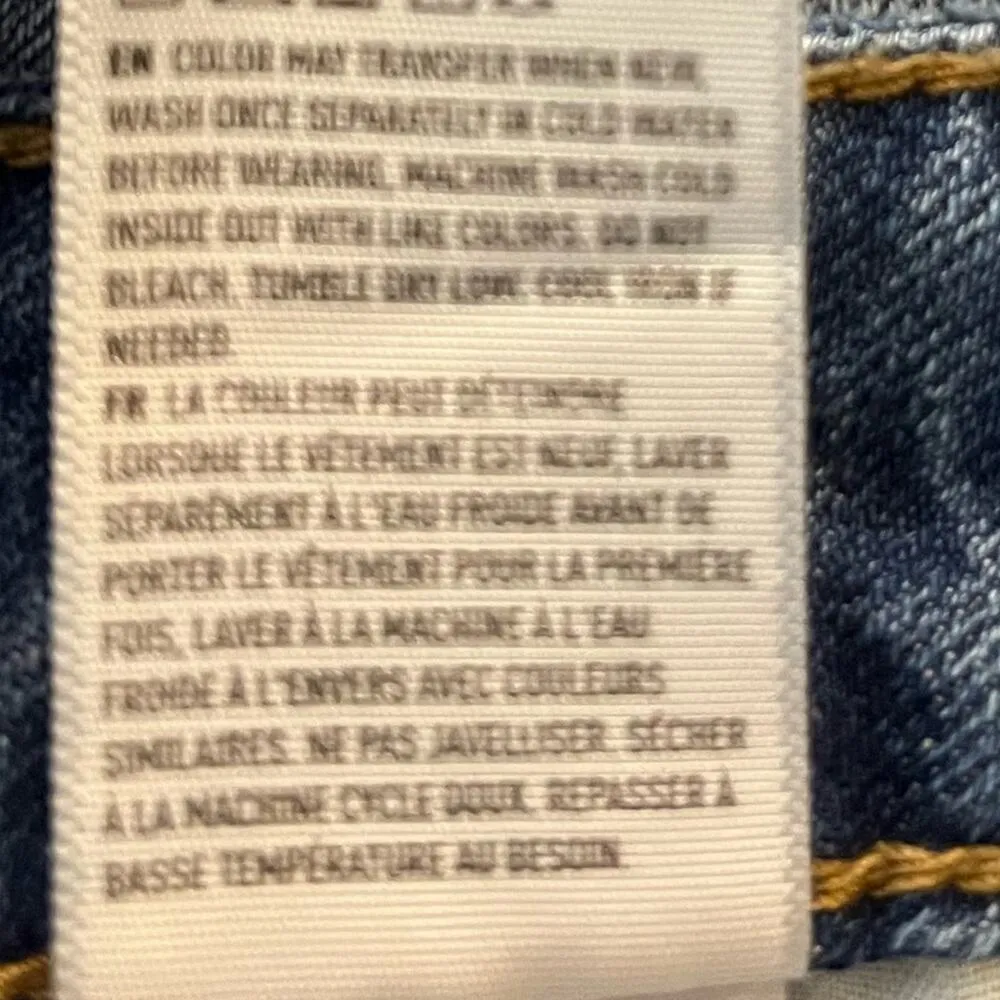 EN COLOR MAY TRANSFER WHEN NEW,
WASH ONCE SEPARATELY IN COLD WATER
BEFORE WEARING. MACHINE WASH COLD
INSIDE OUT WITH LIKE COLORS. DO NOT
BLEACH. TUMBLE DRY LOW. COOL IRON IF
NEEDED.
FR LA COULEUR PEUT DÉTEINDRE
LORSQUE LE VÊTEMENT EST NEUF, LAVER
SÉPARÉMENT À L'EAU FROIDE AVANT DE
PORTER LE VÊTEMENT POUR LA PREMIÈRE
FOIS, LAVER À LA MACHINE À L'EAU
FROIDE À L'ENVERS AVEC COULEURS
SIMILAIRES. NE PAS JAVELLISER. SÉCHER
À LA MACHINE CYCLE DOUX. REPASSER À
BASSE TEMPÉRATURE AU BESOIN.